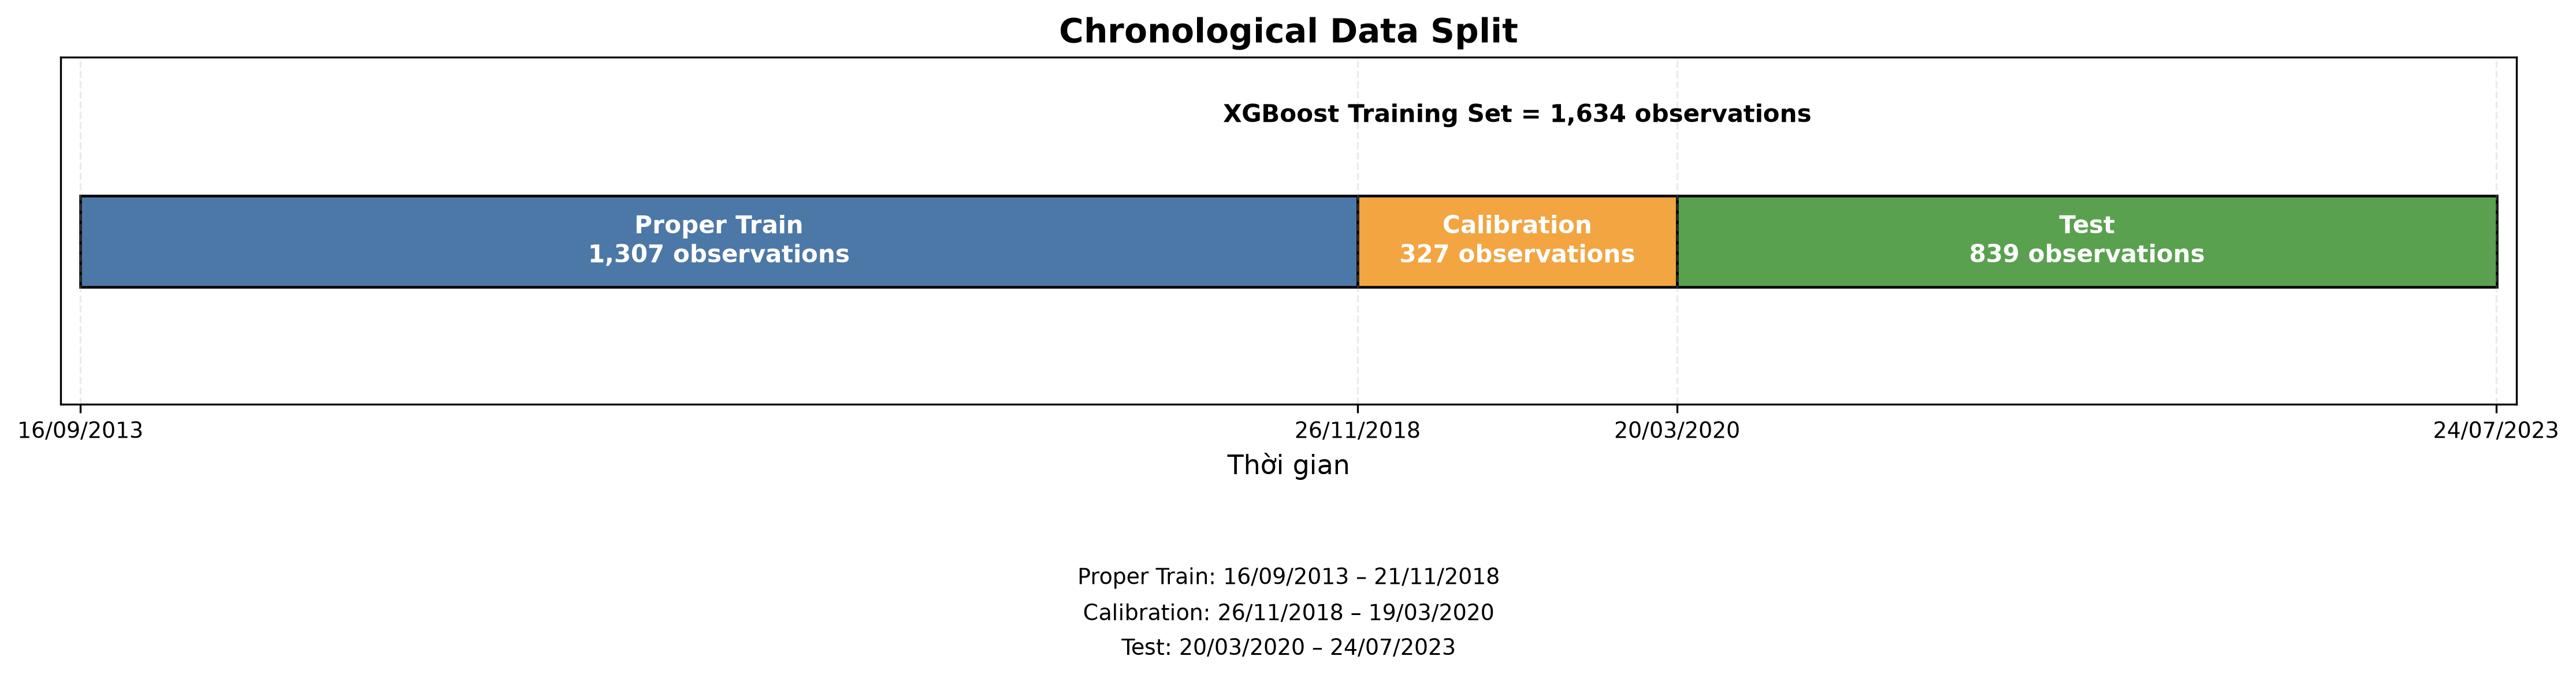 Chronological Data Split
XGBoost Training Set = 1,634 observations
Proper Train
1,307 observations
Calibration
327 observations
Test
839 observations
16/09/2013
26/11/2018
20/03/2020
24/07/2023
Thời gian
Proper Train: 16/09/2013 – 21/11/2018
Calibration: 26/11/2018 – 19/03/2020
Test: 20/03/2020 – 24/07/2023